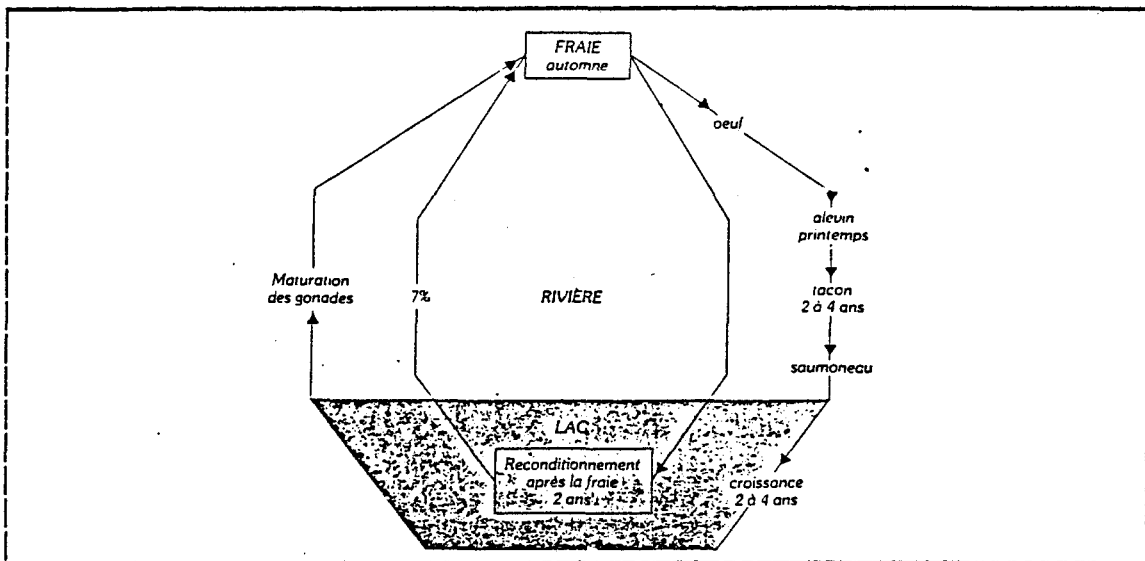 FRAIE
automne
oeuf
alevin
printemps
tacon
2 à 4 ans
saumoneau
Maturation
des gonades
7%
RIVIÈRE
LAC
Reconditionnement
après la fraie
2 ans
croissance
2 à 4 ans